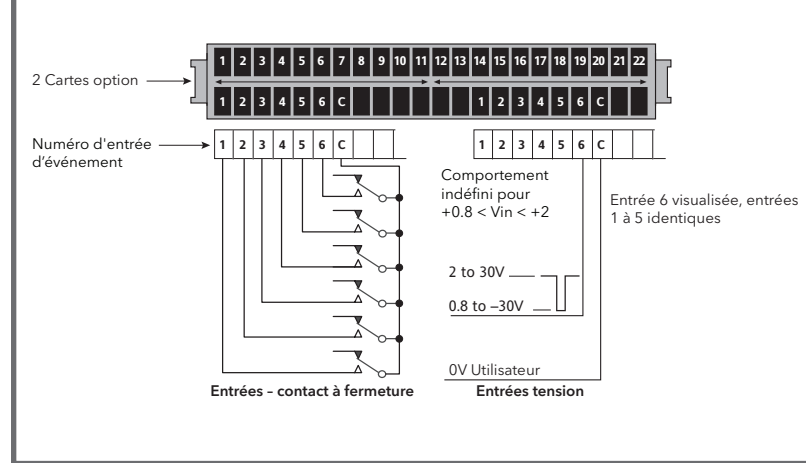 1 2 3 4 5 6 7 8 9 10 11 12 13 14 15 16 17 18 19 20 21 22
2 Cartes option
1 2 3 4 5 6 C 1 2 3 4 5 6 C
Numéro d'entrée
d'événement
1 2 3 4 5 6 C
1 2 3 4 5 6 C
Comportement
indéfini pour
+0.8 < Vin < +2
Entrée 6 visualisée, entrées
1 à 5 identiques
2 to 30V
0.8 to –30V
0V Utilisateur
Entrées – contact à fermeture
Entrées tension